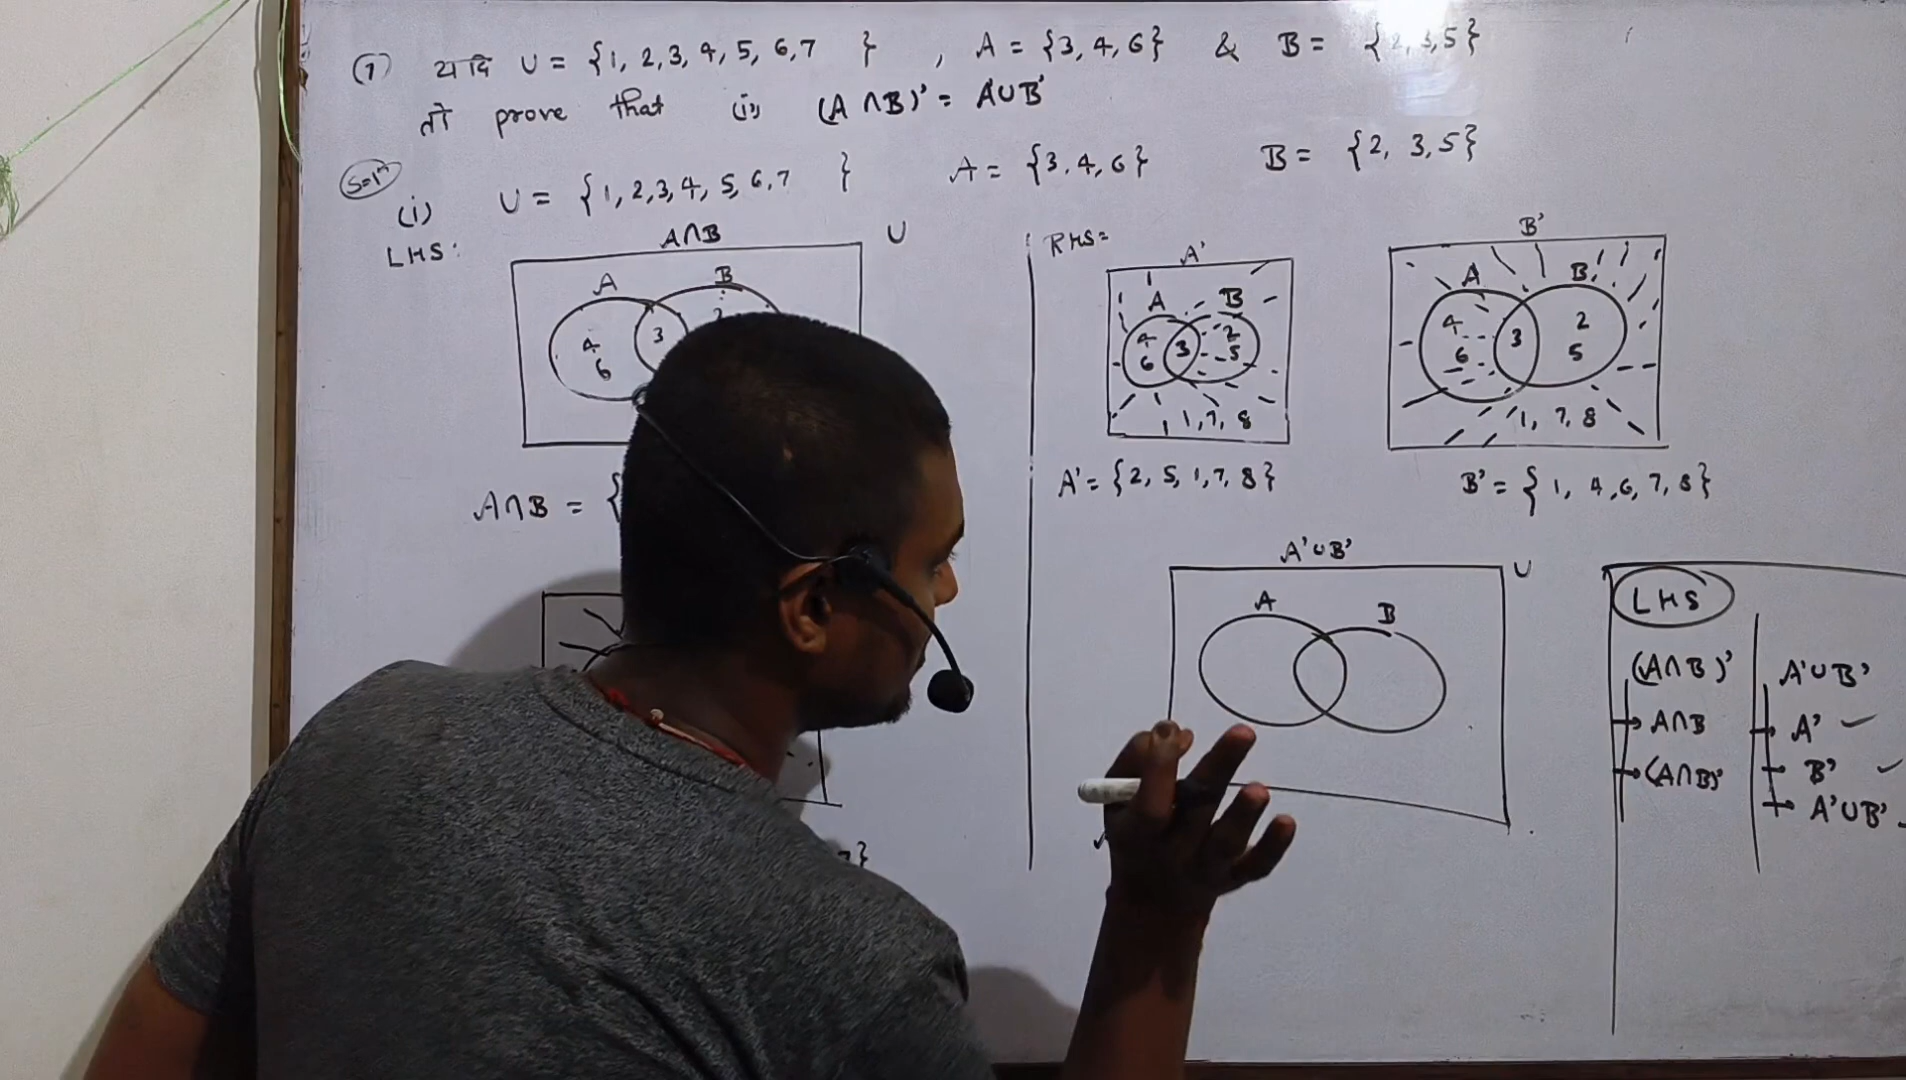 (1) यदि U = {1, 2, 3, 4, 5, 6, 7 } , A = {3, 4, 6} & B = {2, 3, 5}
तो prove that (i) (A ∩ B)' = A'∪B'
Solⁿ
(i) U = {1, 2, 3, 4, 5, 6, 7 } A = {3, 4, 6} B = {2, 3, 5}
LHS:
A∩B
U
A B
4 3 2
6
A∩B = {
7}
RHS=
A'
A B
4 3 2
6 5
1, 7, 8
A' = {2, 5, 1, 7, 8}
B'
A B
4 3 2
6 5
1, 7, 8
B' = { 1, 4, 6, 7, 8}
A'∪B'
U
A B
LHS
(A∩B)' A'∪B'
→ A∩B → A' ✓
→ (A∩B)' → B' ✓
→ A'∪B'